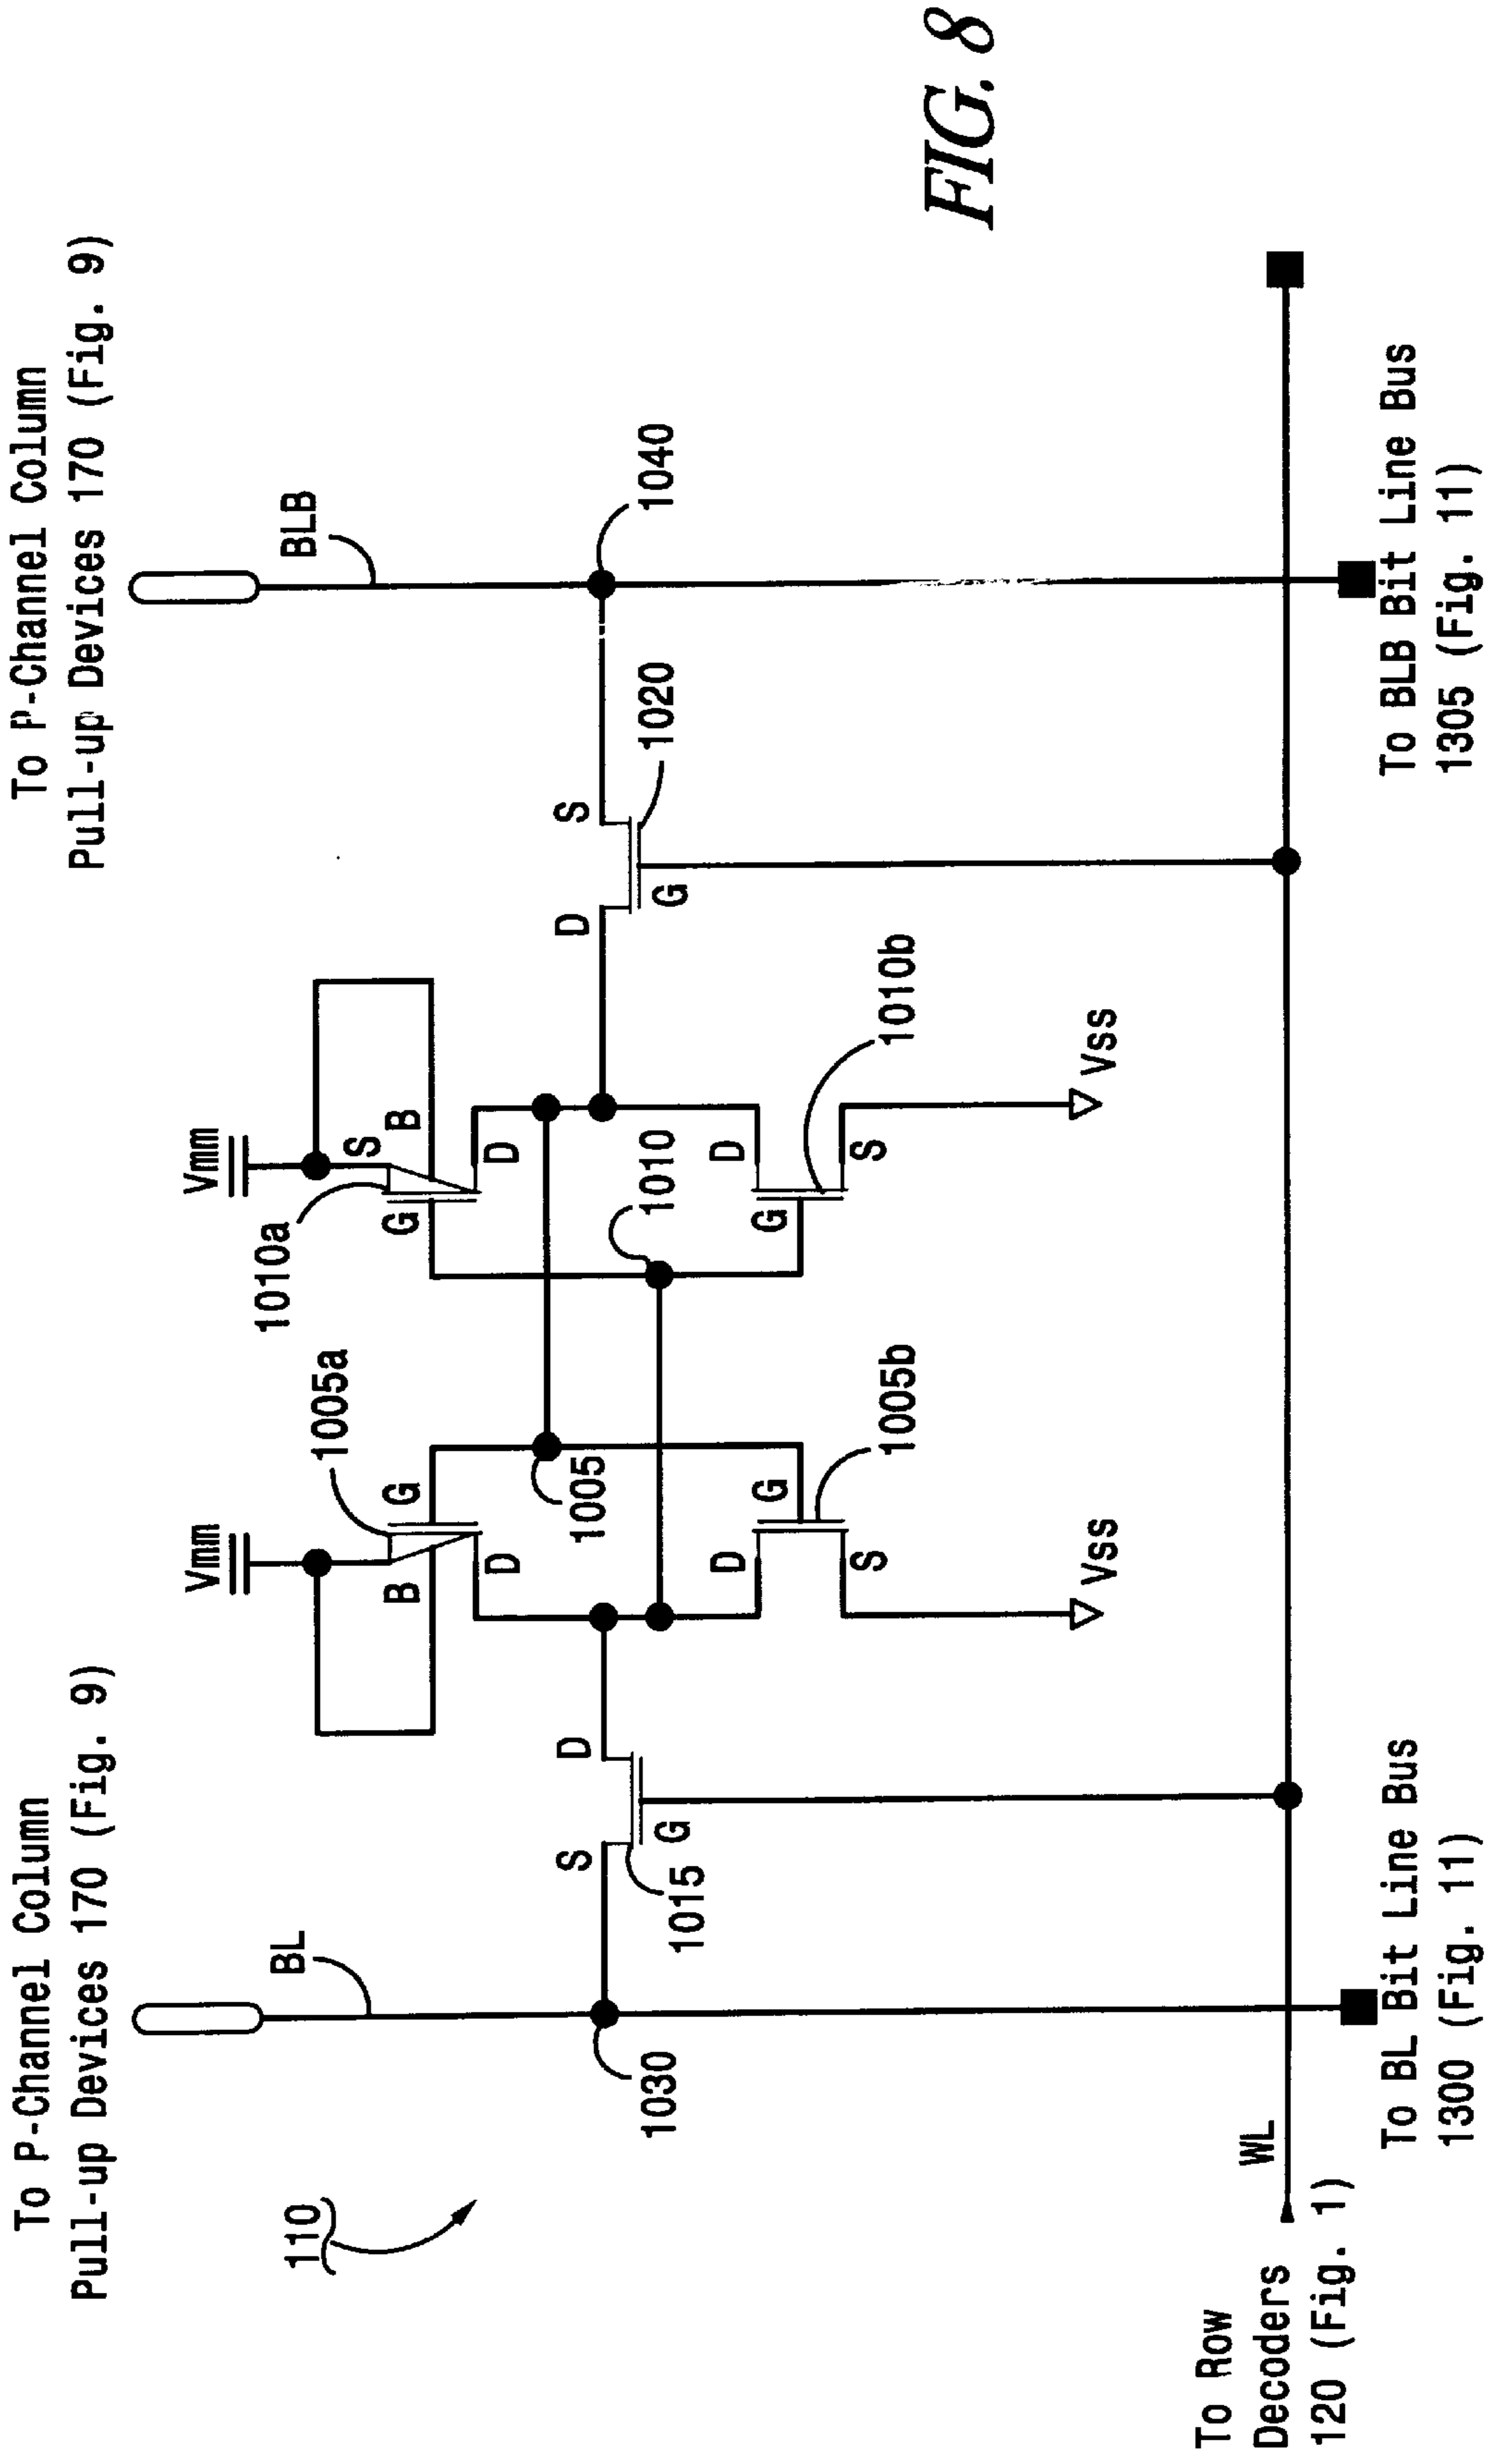 To P-Channel Column
Pull-up Devices 170 (Fig. 9)
To P-Channel Column
Pull-up Devices 170 (Fig. 9)
110
BL
BLB
Vmm
Vmm
1005a
1010a
B
G
D
S
B
G
D
1030
S
D
G
1015
1005
1010
D
S
G
1020
1040
D
G
S
1005b
G
D
S
1010b
Vss
Vss
WL
To Row
Decoders
120 (Fig. 1)
To BL Bit Line Bus
1300 (Fig. 11)
To BLB Bit Line Bus
1305 (Fig. 11)
FIG. 8